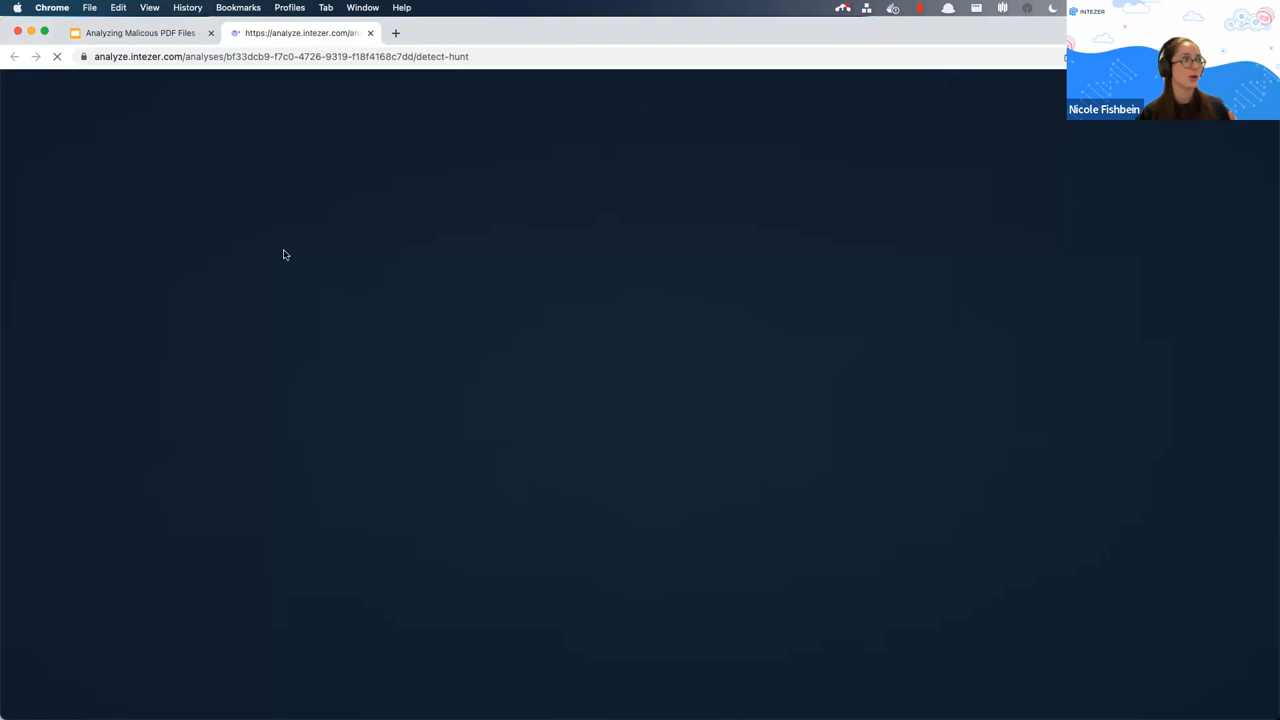 Chrome File Edit View History Bookmarks Profiles Tab Window Help
Analyzing Malicous PDF Files -
https://analyze.intezer.com/an
analyze.intezer.com/analyses/bf33dcb9-f7c0-4726-9319-f18f4168c7dd/detect-hunt
INTEZER
Nicole Fishbein